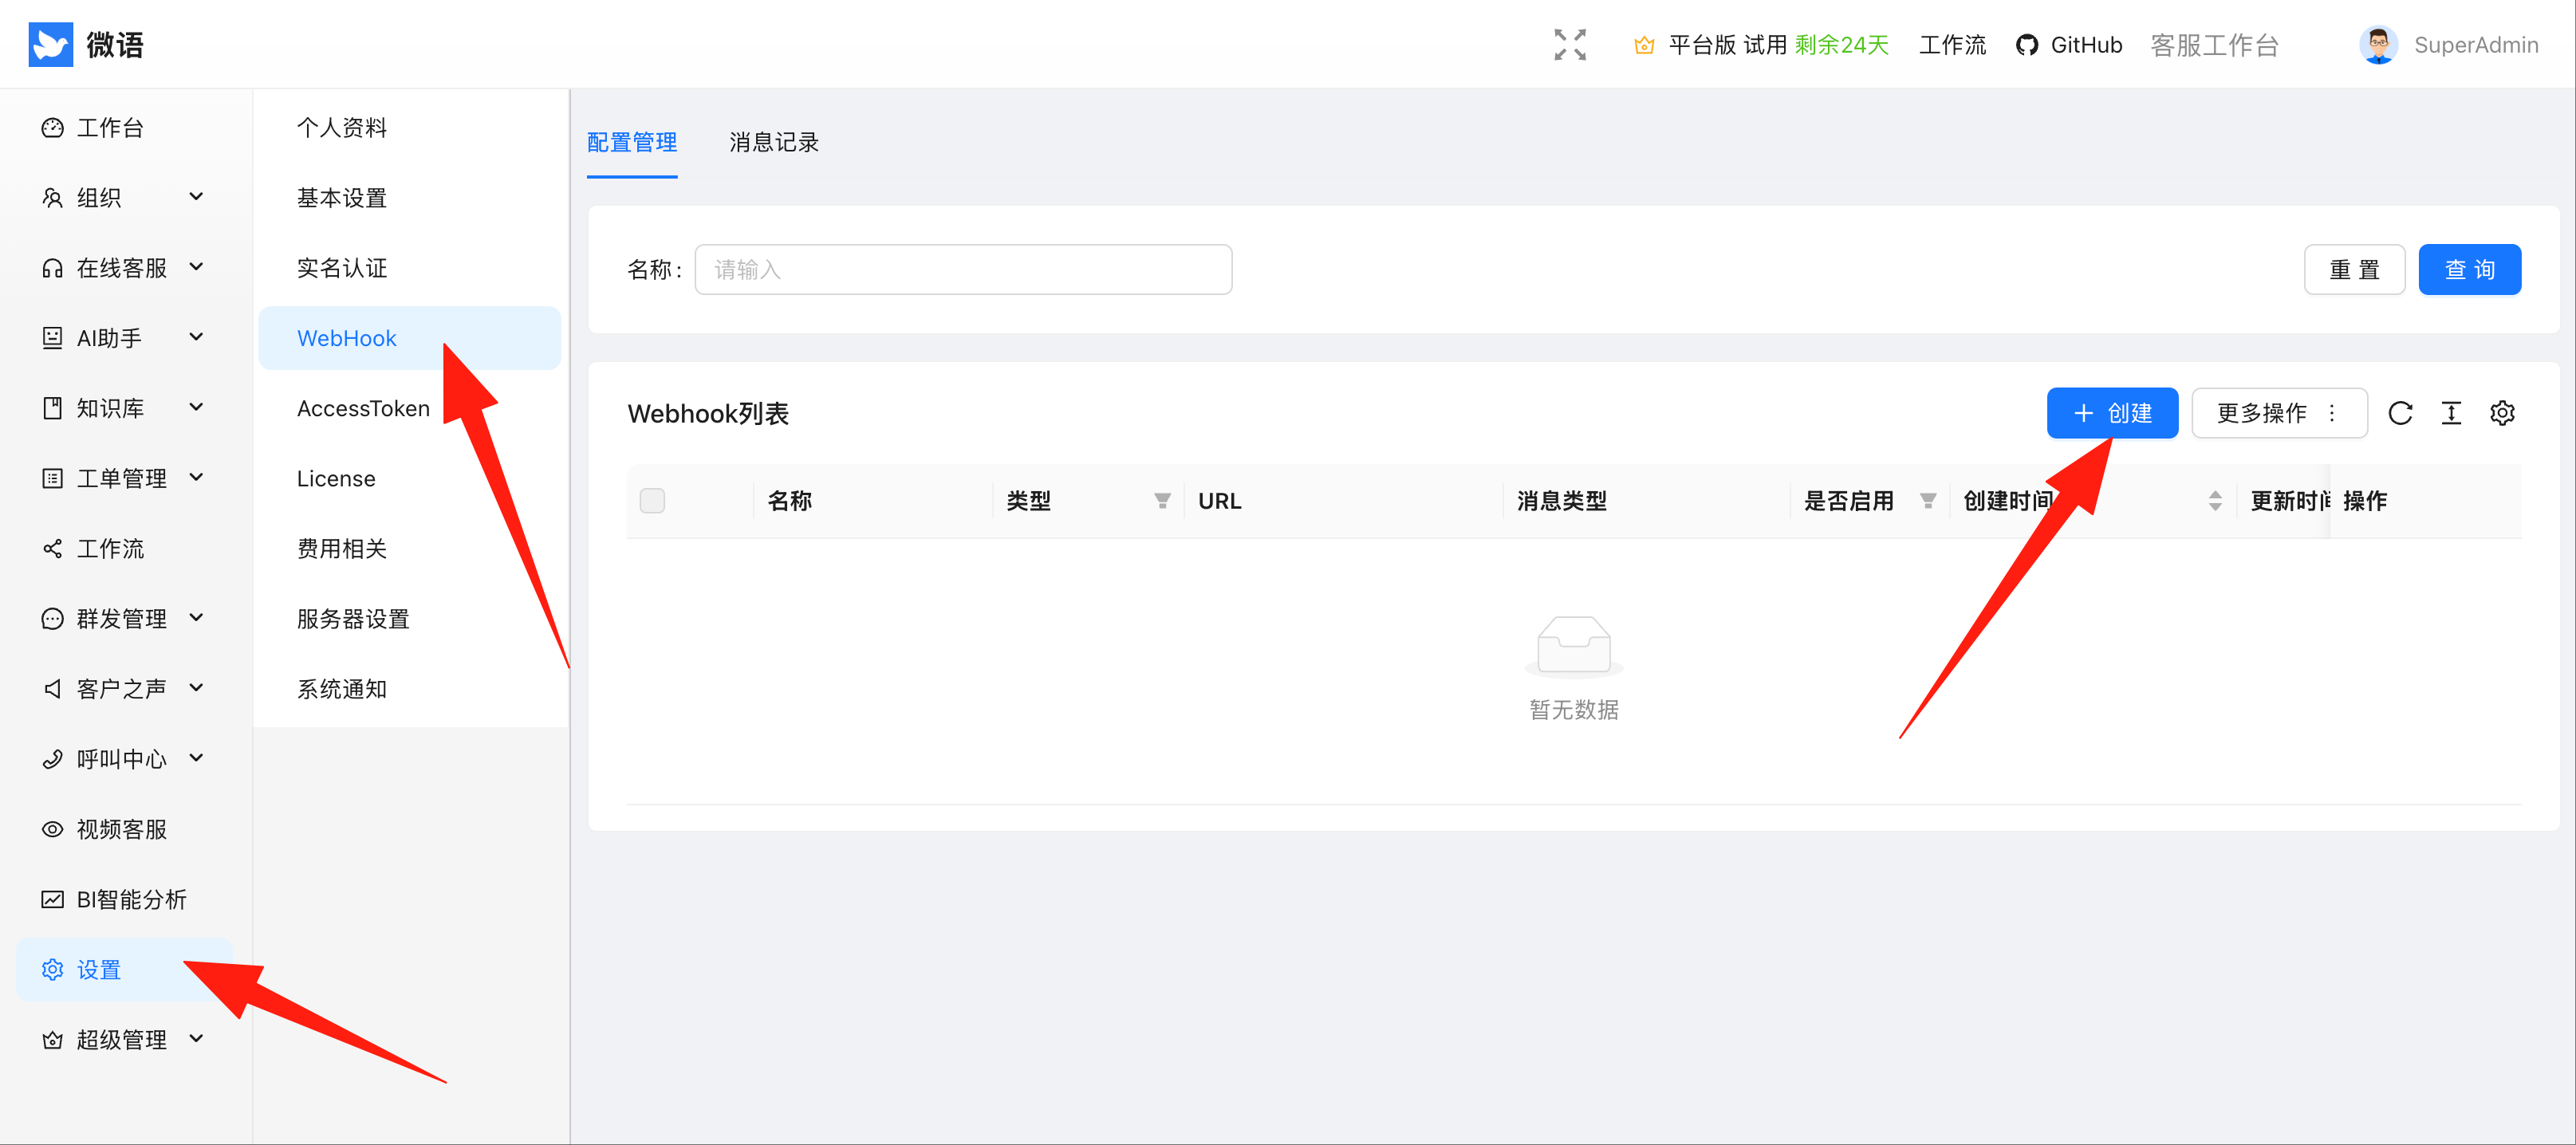 微语
平台版 试用 剩余24天 工作流 GitHub 客服工作台 SuperAdmin
工作台
组织
在线客服
AI助手
知识库
工单管理
工作流
群发管理
客户之声
呼叫中心
视频客服
BI智能分析
设置
超级管理
个人资料
基本设置
实名认证
WebHook
AccessToken
License
费用相关
服务器设置
系统通知
配置管理 消息记录
名称 : 请输入 重 置 查 询
Webhook列表 创建 更多操作
名称 类型 URL 消息类型 是否启用 创建时间 更新时间 操作
暂无数据